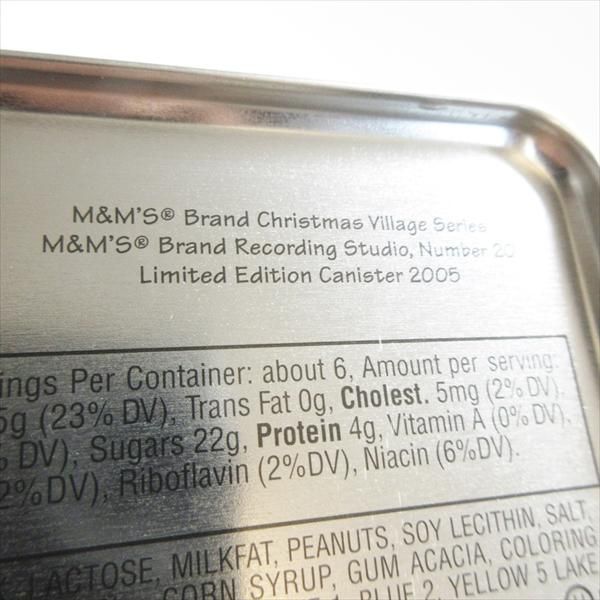 M&M'S® Brand Christmas Village Series
M&M'S® Brand Recording Studio, Number 20
Limited Edition Canister 2005
ings Per Container: about 6, Amount per serving:
5g (23% DV), Trans Fat 0g, Cholest. 5mg (2% DV),
% DV), Sugars 22g, Protein 4g, Vitamin A (0% DV),
2%DV), Riboflavin (2%DV), Niacin (6%DV).
LACTOSE, MILKFAT, PEANUTS, SOY LECITHIN, SALT,
CORN SYRUP, GUM ACACIA, COLORING
BLUE 2, YELLOW 5 LAKE